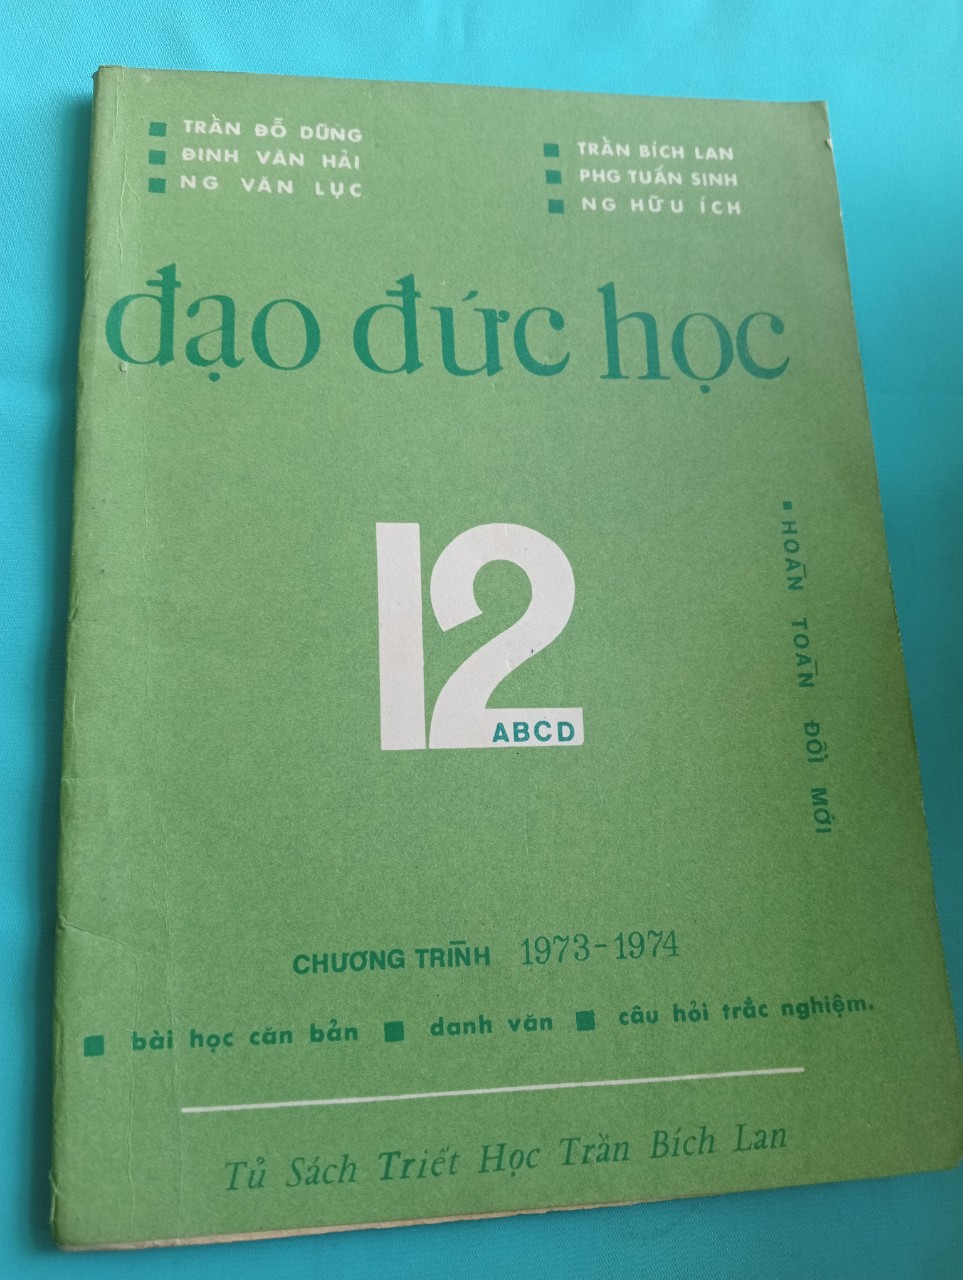 TRẦN ĐỖ DŨNG
ĐINH VĂN HẢI
NG VĂN LỤC
TRẦN BÍCH LAN
PHG TUẤN SINH
NG HỮU ÍCH
đạo đức học
12
ABCD
HOÀN TOÀN ĐỔI MỚI
CHƯƠNG TRÌNH 1973-1974
bài học căn bản danh văn câu hỏi trắc nghiệm.
Tủ Sách Triết Học Trần Bích Lan